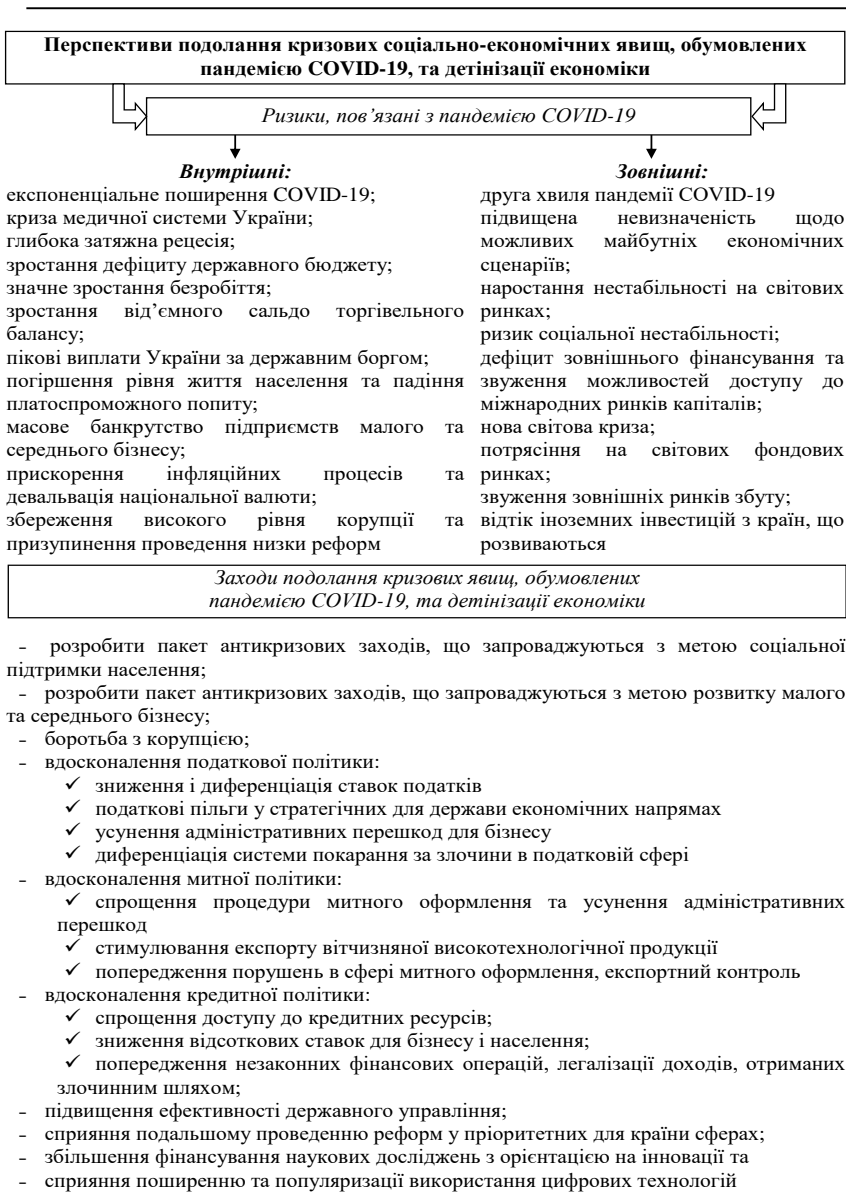 Перспективи подолання кризових соціально-економічних явищ, обумовлених
пандемією COVID-19, та детінізації економіки
Ризики, пов’язані з пандемією COVID-19
Внутрішні:
експоненціальне поширення COVID-19;
криза медичної системи України;
глибока затяжна рецесія;
зростання дефіциту державного бюджету;
значне зростання безробіття;
зростання від’ємного сальдо торгівельного
балансу;
пікові виплати України за державним боргом;
погіршення рівня життя населення та падіння
платоспроможного попиту;
масове банкрутство підприємств малого та
середнього бізнесу;
прискорення інфляційних процесів та
девальвація національної валюти;
збереження високого рівня корупції та
призупинення проведення низки реформ
Зовнішні:
друга хвиля пандемії COVID-19
підвищена невизначеність щодо
можливих майбутніх економічних
сценаріїв;
наростання нестабільності на світових
ринках;
ризик соціальної нестабільності;
дефіцит зовнішнього фінансування та
звуження можливостей доступу до
міжнародних ринків капіталів;
нова світова криза;
потрясіння на світових фондових
ринках;
звуження зовнішніх ринків збуту;
відтік іноземних інвестицій з країн, що
розвиваються
Заходи подолання кризових явищ, обумовлених
пандемією COVID-19, та детінізації економіки
- розробити пакет антикризових заходів, що запроваджуються з метою соціальної
підтримки населення;
- розробити пакет антикризових заходів, що запроваджуються з метою розвитку малого
та середнього бізнесу;
- боротьба з корупцією;
- вдосконалення податкової політики:
✓ зниження і диференціація ставок податків
✓ податкові пільги у стратегічних для держави економічних напрямах
✓ усунення адміністративних перешкод для бізнесу
✓ диференціація системи покарання за злочини в податковій сфері
- вдосконалення митної політики:
✓ спрощення процедури митного оформлення та усунення адміністративних
перешкод
✓ стимулювання експорту вітчизняної високотехнологічної продукції
✓ попередження порушень в сфері митного оформлення, експортний контроль
- вдосконалення кредитної політики:
✓ спрощення доступу до кредитних ресурсів;
✓ зниження відсоткових ставок для бізнесу і населення;
✓ попередження незаконних фінансових операцій, легалізації доходів, отриманих
злочинним шляхом;
- підвищення ефективності державного управління;
- сприяння подальшому проведенню реформ у пріоритетних для країни сферах;
- збільшення фінансування наукових досліджень з орієнтацією на інновації та
- сприяння поширенню та популяризації використання цифрових технологій